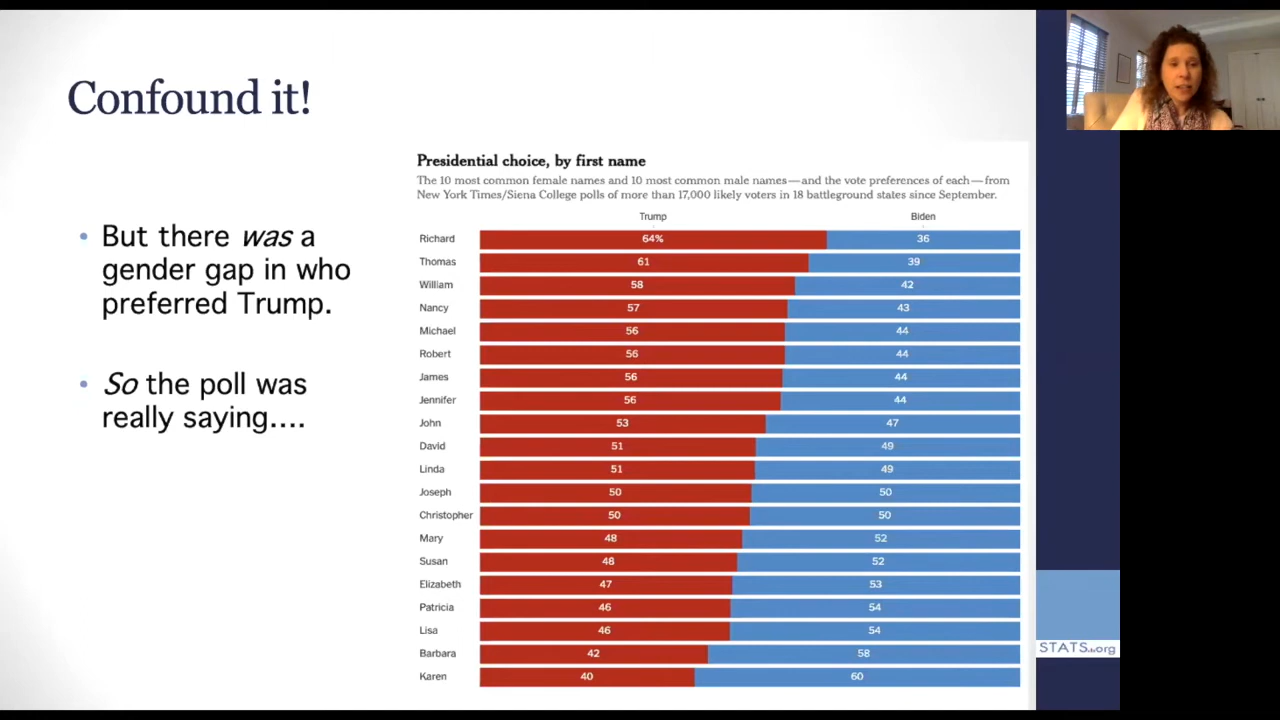 Confound it!
• But there was a
gender gap in who
preferred Trump.
• So the poll was
really saying....
Presidential choice, by first name
The 10 most common female names and 10 most common male names—and the vote preferences of each—from
New York Times/Siena College polls of more than 17,000 likely voters in 18 battleground states since September.
Trump Biden
Richard 64% 36
Thomas 61 39
William 58 42
Nancy 57 43
Michael 56 44
Robert 56 44
James 56 44
Jennifer 56 44
John 53 47
David 51 49
Linda 51 49
Joseph 50 50
Christopher 50 50
Mary 48 52
Susan 48 52
Elizabeth 47 53
Patricia 46 54
Lisa 46 54
Barbara 42 58
Karen 40 60
STATS.org